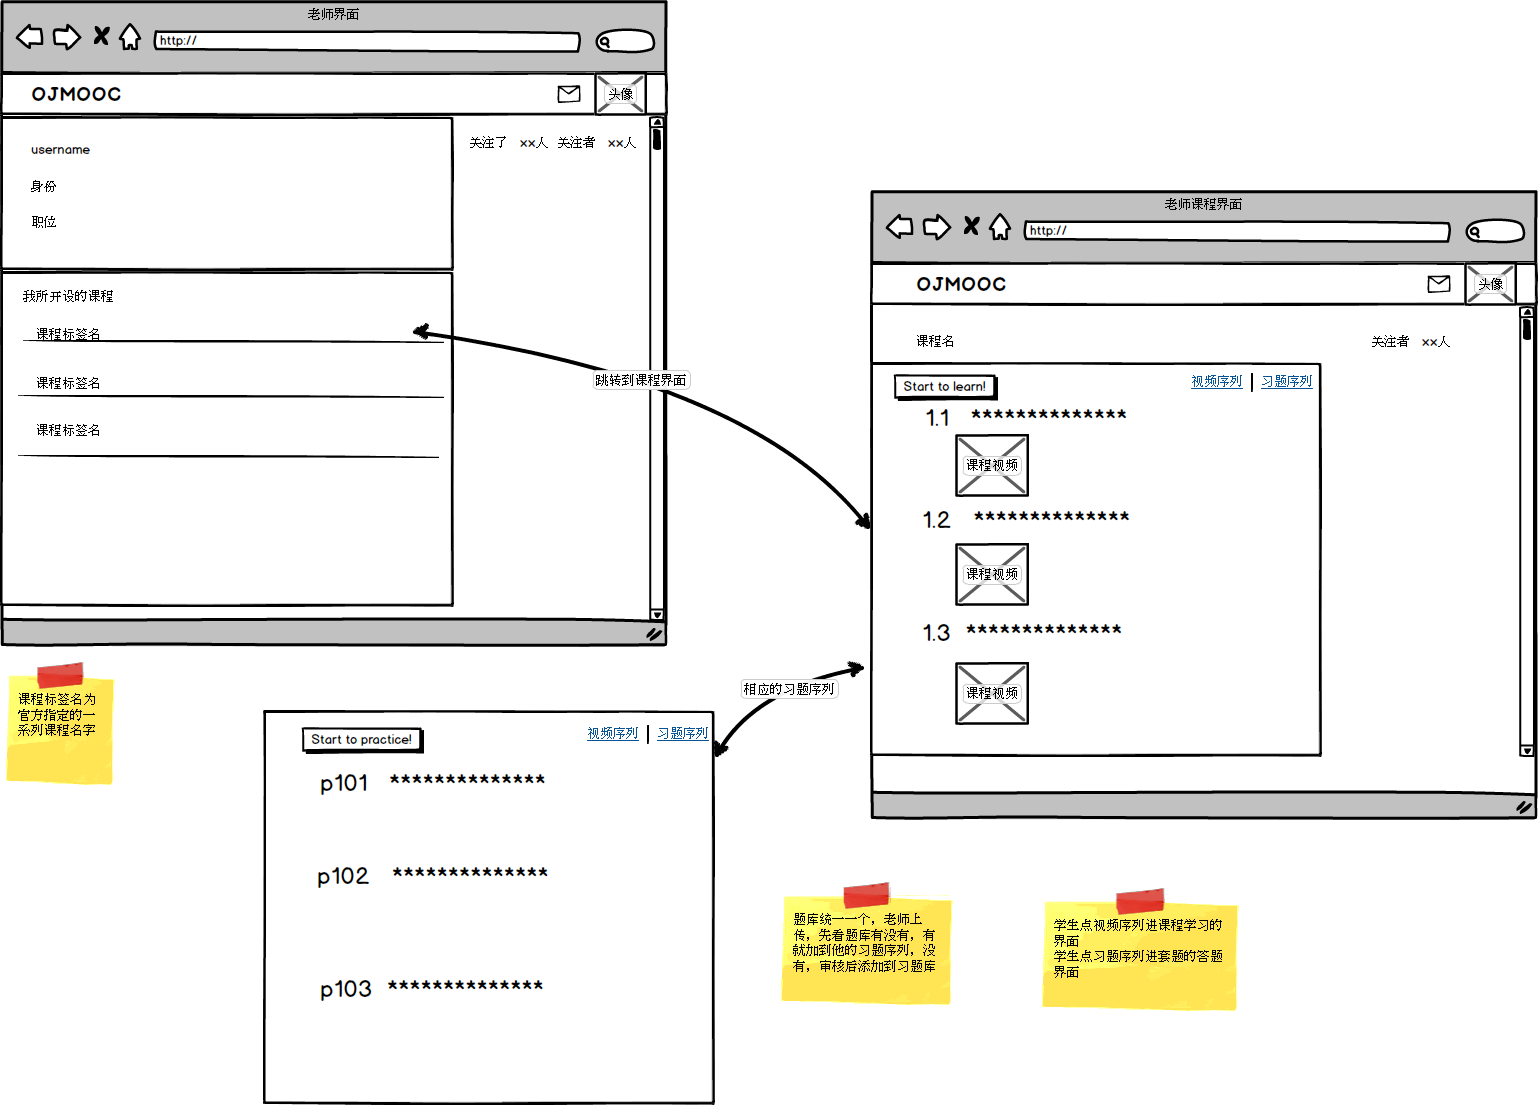 老师界面
http://
OJMOOC
头像
username
身份
职位
关注了 ××人 关注者 ××人
我所开设的课程
课程标签名
课程标签名
课程标签名
跳转到课程界面
老师课程界面
http://
OJMOOC
头像
课程名
关注者 ××人
Start to learn!
视频序列
习题序列
1.1 **************
课程视频
1.2 **************
课程视频
1.3 **************
课程视频
相应的习题序列
课程标签名为
官方指定的一
系列课程名字
Start to practice!
视频序列
习题序列
p101 **************
p102 **************
p103 **************
题库统一一个，老师上
传，先看题库有没有，有
就加到他的习题序列，没
有，审核后添加到习题库
学生点视频序列进课程学习的
界面
学生点习题序列进套题的答题
界面